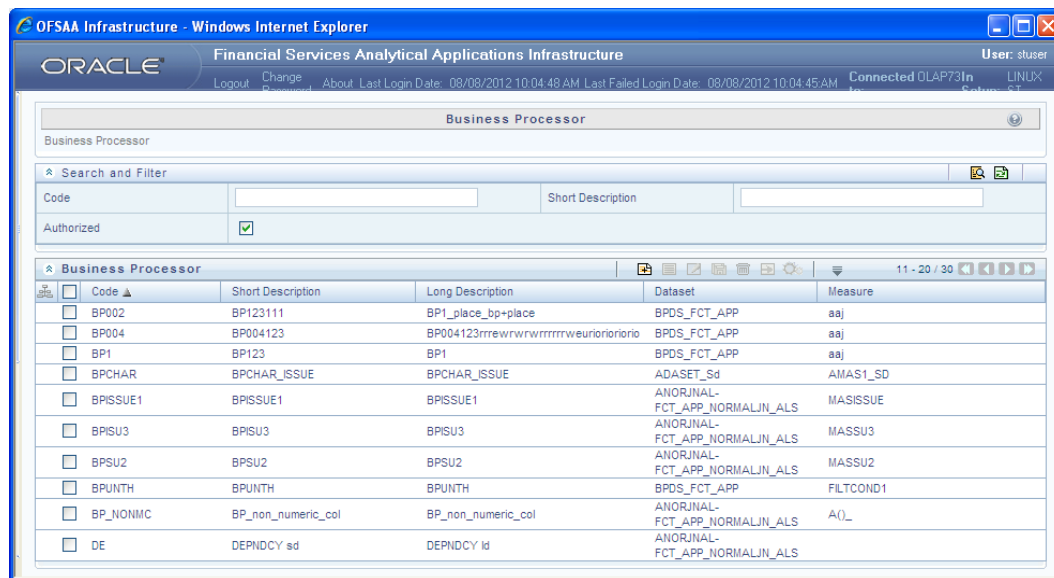 OFSAA Infrastructure - Windows Internet Explorer
ORACLE
Financial Services Analytical Applications Infrastructure
User: stuser
Logout Change Password About Last Login Date: 08/08/2012 10:04:48 AM Last Failed Login Date: 08/08/2012 10:04:45 AM Connected OLAP73 In LINUX
Business Processor
Business Processor
Search and Filter
Code
Short Description
Authorized
Business Processor
11 - 20 / 30
Code Short Description Long Description Dataset Measure
BP002 BP123111 BP1_place_bp+place BPDS_FCT_APP aaj
BP004 BP004123 BPDS_FCT_APP aaj
BP1 BP123 BP1 BPDS_FCT_APP aaj
BPCHAR BPCHAR_ISSUE BPCHAR_ISSUE ADASET_Sd AMAS1_SD
BPISSUE1 BPISSUE1 BPISSUE1 ANORJNAL-
FCT_APP_NORMALJN_ALS MASISSUE
BPISU3 BPISU3 BPISU3 ANORJNAL-
FCT_APP_NORMALJN_ALS MASSU3
BPSU2 BPSU2 BPSU2 ANORJNAL-
FCT_APP_NORMALJN_ALS MASSU2
BPUNTH BPUNTH BPUNTH BPDS_FCT_APP FILTCOND1
BP_NONMC BP_non_numeric_col BP_non_numeric_col ANORJNAL-
FCT_APP_NORMALJN_ALS A()_
DE DEPNDCY sd DEPNDCY ld ANORJNAL-
FCT_APP_NORMALJN_ALS